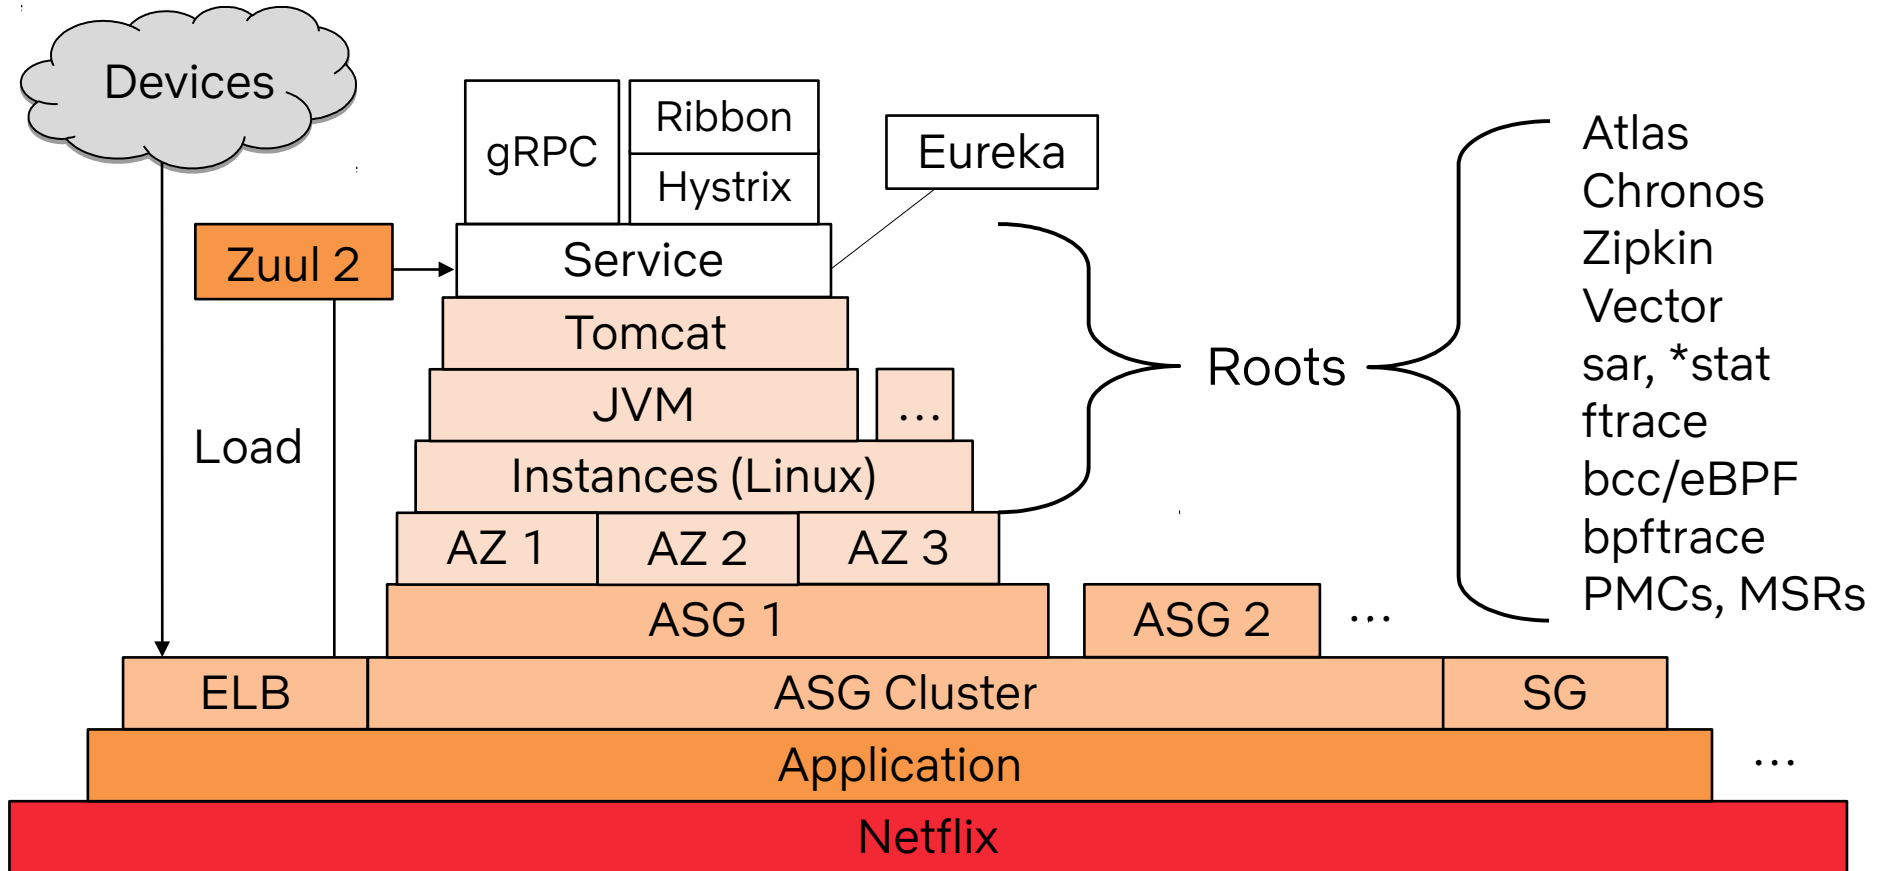 Devices
gRPC
Ribbon
Hystrix
Eureka
Zuul 2
Service
Tomcat
JVM
...
Load
Instances (Linux)
AZ 1
AZ 2
AZ 3
ASG 1
ASG 2
...
ELB
ASG Cluster
SG
Application
...
Netflix
Roots
Atlas
Chronos
Zipkin
Vector
sar, *stat
ftrace
bcc/eBPF
bpftrace
PMCs, MSRs